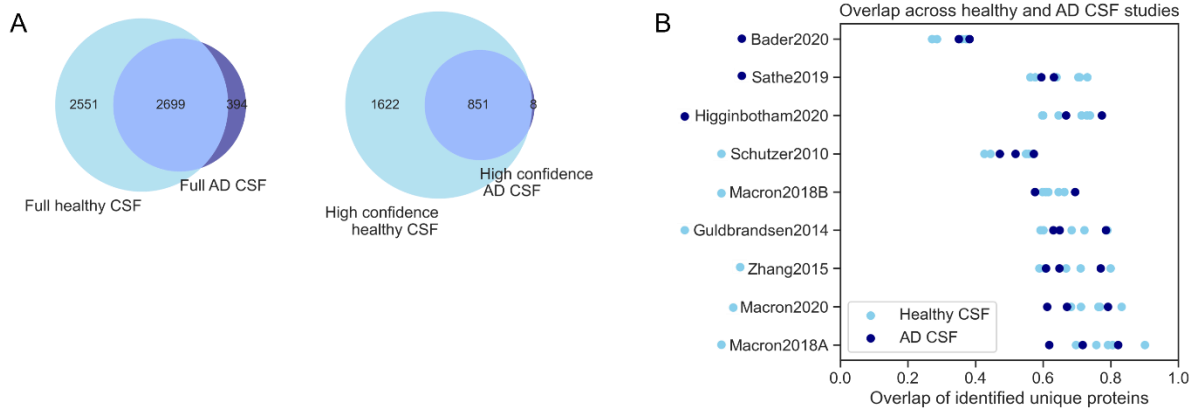 A
2551
2699
394
Full AD CSF
Full healthy CSF
1622
851
8
High confidence
AD CSF
High confidence
healthy CSF
B
Overlap across healthy and AD CSF studies
Bader2020
Sathe2019
Higginbotham2020
Schutzer2010
Macron2018B
Guldbrandsen2014
Zhang2015
Macron2020
Macron2018A
Healthy CSF
AD CSF
0.0 0.2 0.4 0.6 0.8 1.0
Overlap of identified unique proteins